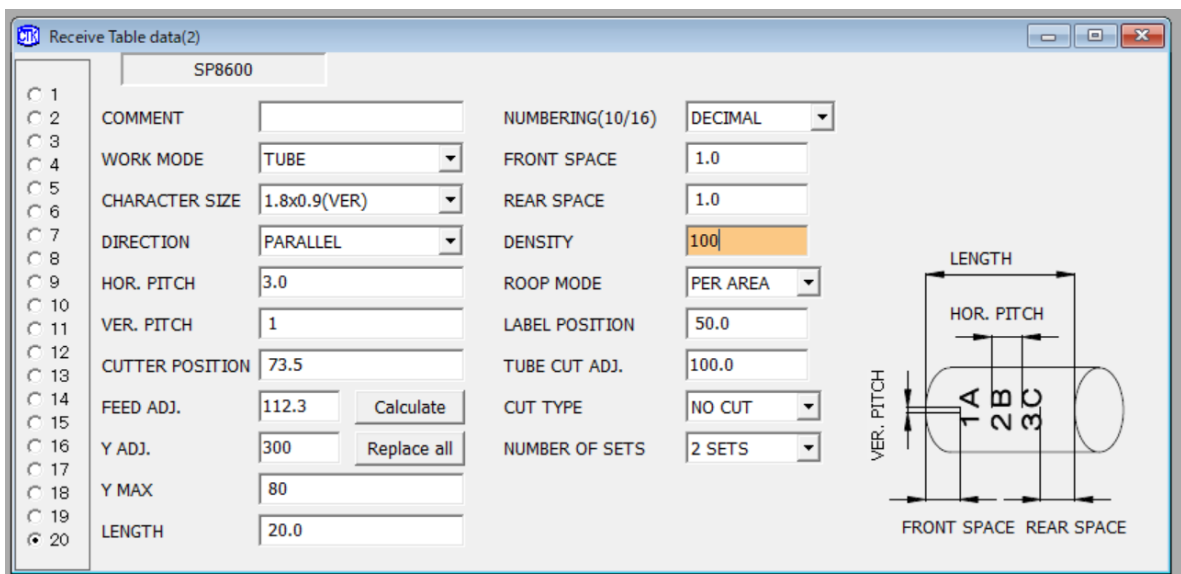 CTK Receive Table data(2)
SP8600
1
2
3
4
5
6
7
8
9
10
11
12
13
14
15
16
17
18
19
20
COMMENT
WORK MODE TUBE
CHARACTER SIZE 1.8x0.9(VER)
DIRECTION PARALLEL
HOR. PITCH 3.0
VER. PITCH 1
CUTTER POSITION 73.5
FEED ADJ. 112.3 Calculate
Y ADJ. 300 Replace all
Y MAX 80
LENGTH 20.0
NUMBERING(10/16) DECIMAL
FRONT SPACE 1.0
REAR SPACE 1.0
DENSITY 100
ROOP MODE PER AREA
LABEL POSITION 50.0
TUBE CUT ADJ. 100.0
CUT TYPE NO CUT
NUMBER OF SETS 2 SETS
LENGTH
HOR. PITCH
VER. PITCH
1A
2B
3C
FRONT SPACE REAR SPACE